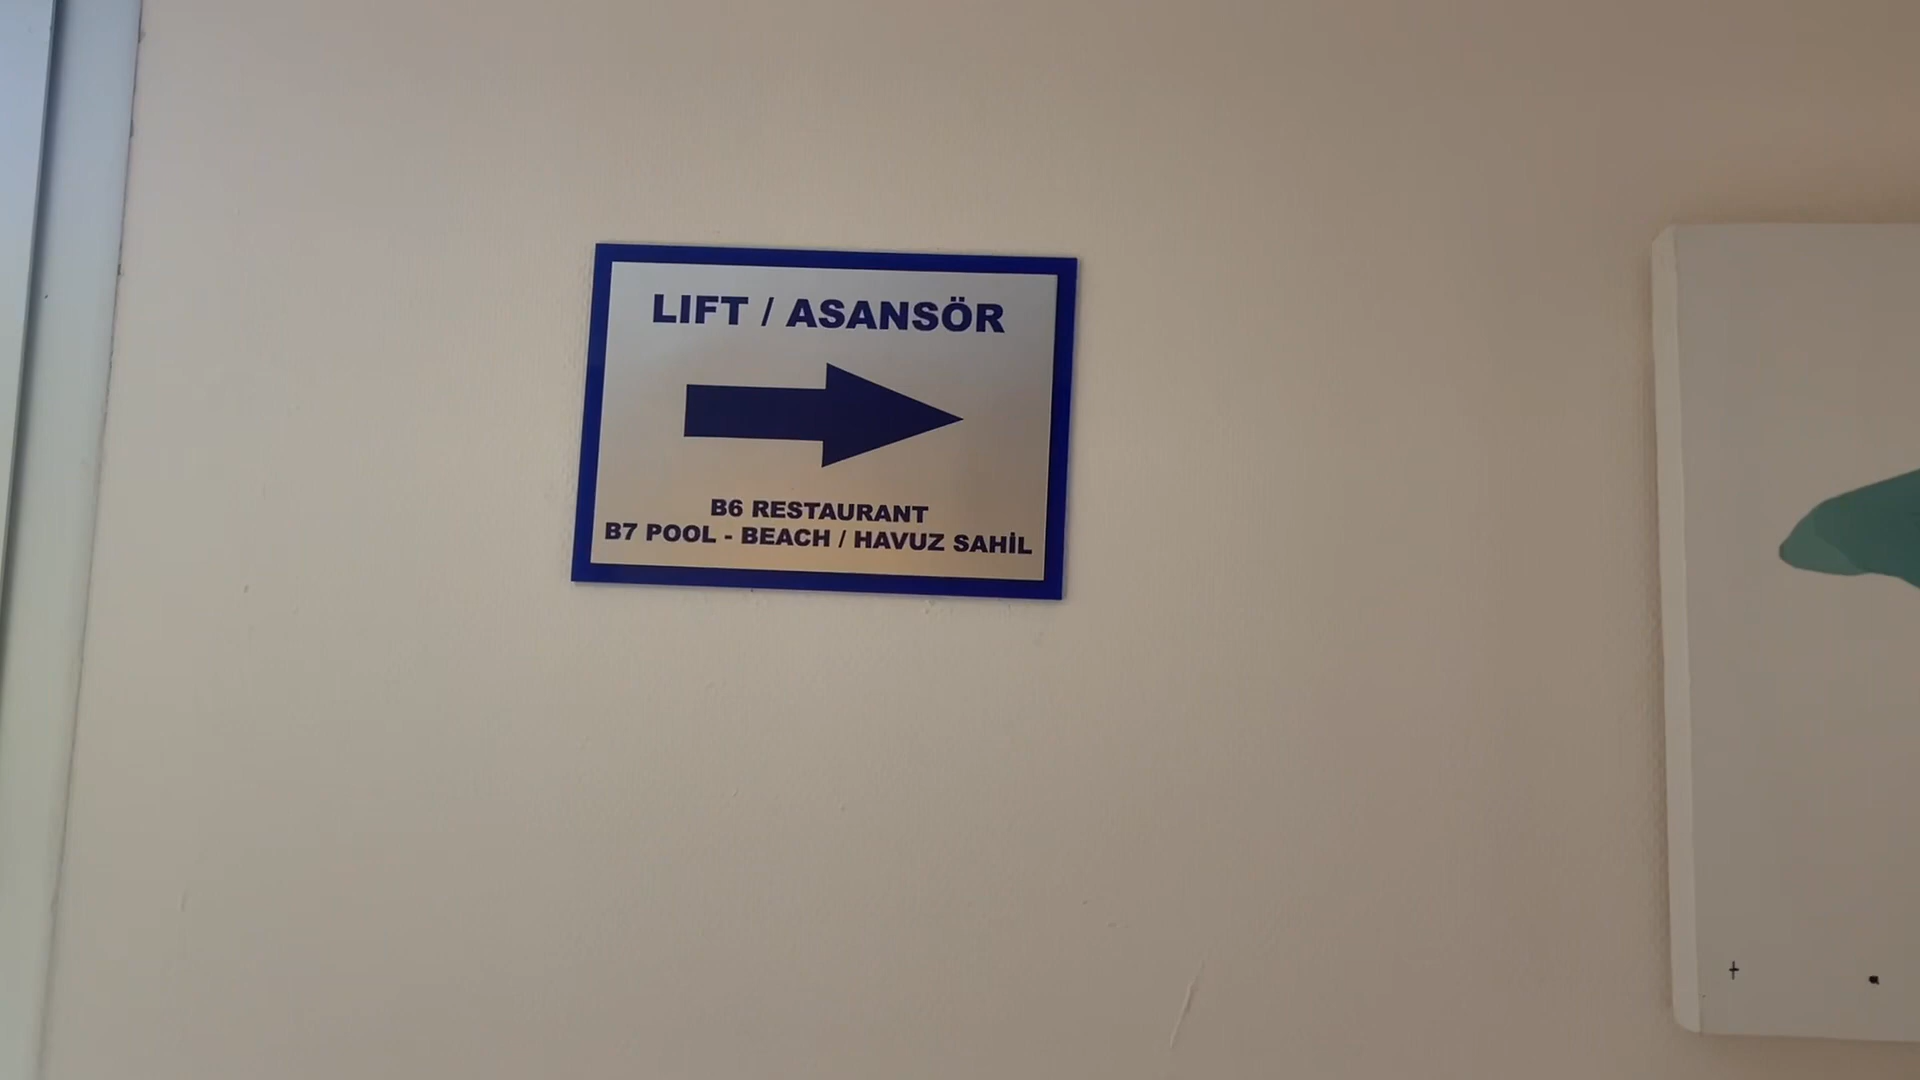 LIFT / ASANSÖR
B6 RESTAURANT
B7 POOL - BEACH / HAVUZ SAHİL